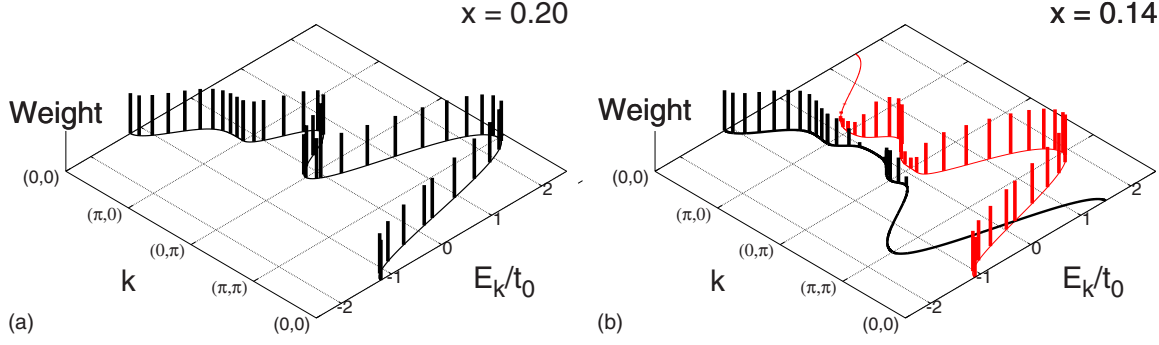 x = 0.20
Weight
(0,0)
(π,0)
(0,π)
(π,π)
(0,0)
k
-2
-1
0
1
2
E_k/t_0
(a)
x = 0.14
Weight
(0,0)
(π,0)
(0,π)
(π,π)
(0,0)
k
-2
-1
0
1
2
E_k/t_0
(b)